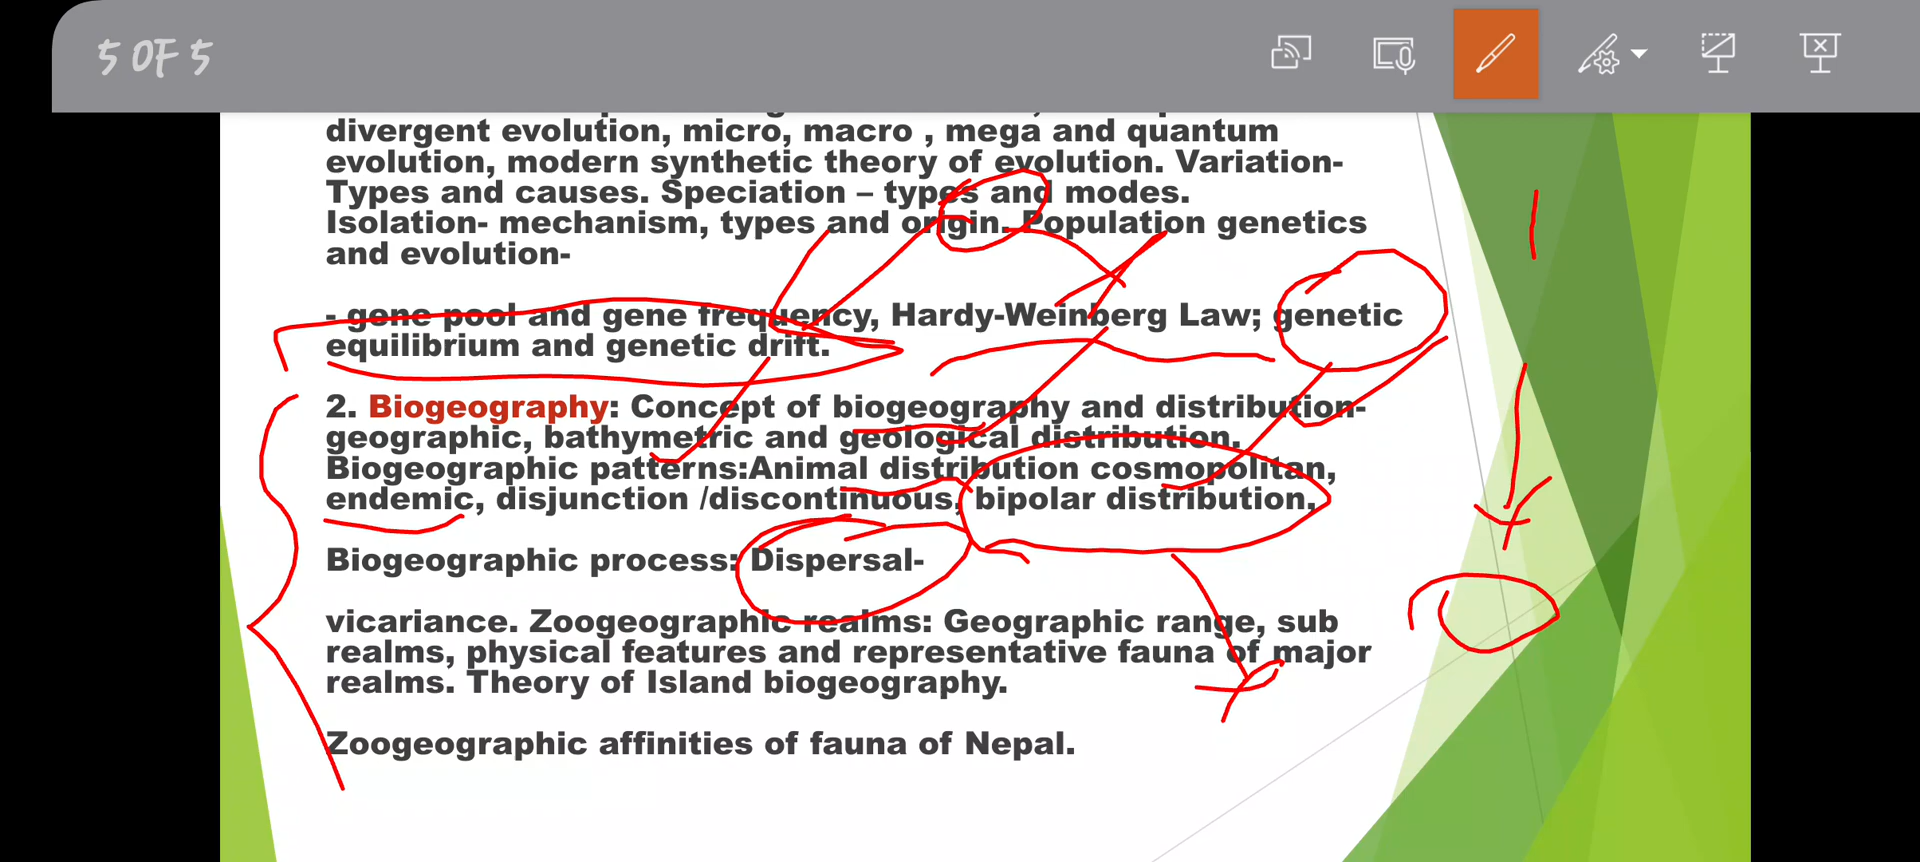 5 OF 5
divergent evolution, micro, macro , mega and quantum
evolution, modern synthetic theory of evolution. Variation-
Types and causes. Speciation – types and modes.
Isolation- mechanism, types and origin. Population genetics
and evolution-
- gene pool and gene frequency, Hardy-Weinberg Law; genetic
equilibrium and genetic drift.
2. Biogeography: Concept of biogeography and distribution-
geographic, bathymetric and geological distribution.
Biogeographic patterns:Animal distribution cosmopolitan,
endemic, disjunction /discontinuous, bipolar distribution,
Biogeographic process: Dispersal-
vicariance. Zoogeographic realms: Geographic range, sub
realms, physical features and representative fauna of major
realms. Theory of Island biogeography.
Zoogeographic affinities of fauna of Nepal.